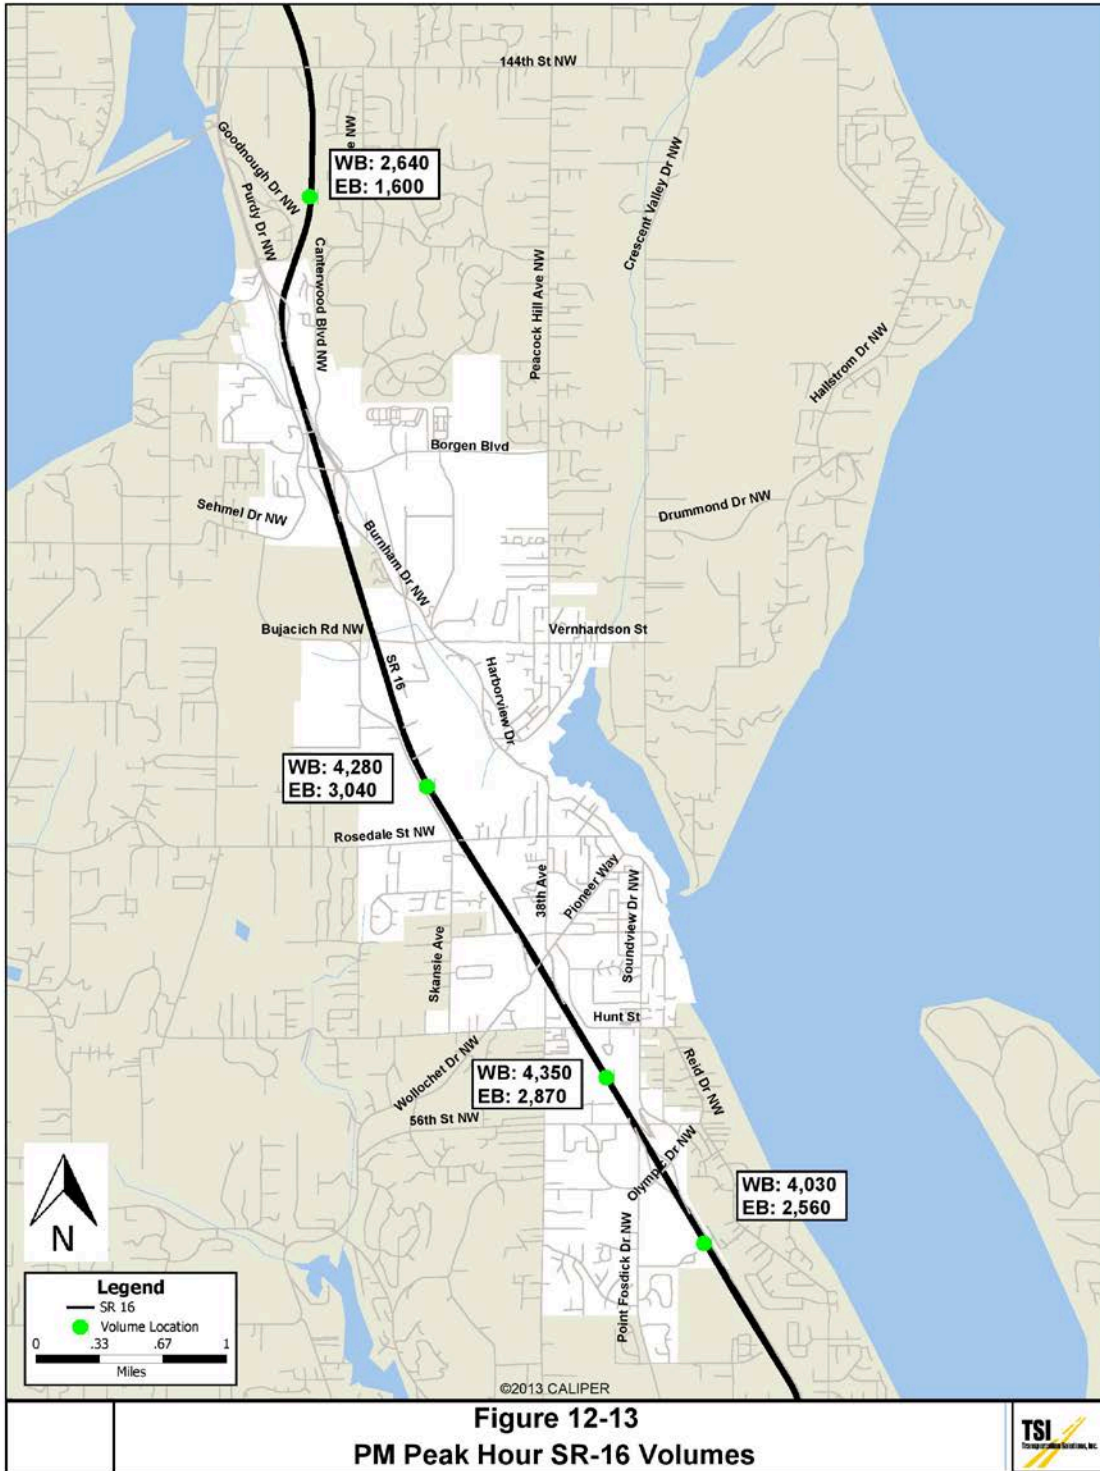 144th St NW
e NW
Goodnough Dr NW
Purdy Dr NW
WB: 2,640
EB: 1,600
Crescent Valley Dr NW
Canterwood Blvd NW
Peacock Hill Ave NW
Hallstrom Dr NW
Borgen Blvd
Sehmel Dr NW
Drummond Dr NW
Burnham Dr NW
Bujacich Rd NW
Vernhardson St
SR 16
Harborview Dr
WB: 4,280
EB: 3,040
Rosedale St NW
38th Ave
Pioneer Way
Soundview Dr NW
Skansie Ave
Hunt St
Wollochet Dr NW
WB: 4,350
EB: 2,870
Reid Dr NW
56th St NW
Olympic Dr NW
WB: 4,030
EB: 2,560
Point Fosdick Dr NW
N
Legend
SR 16
Volume Location
0 .33 .67 1
Miles
©2013 CALIPER
Figure 12-13
PM Peak Hour SR-16 Volumes
TSI
Transportation Solutions, Inc.